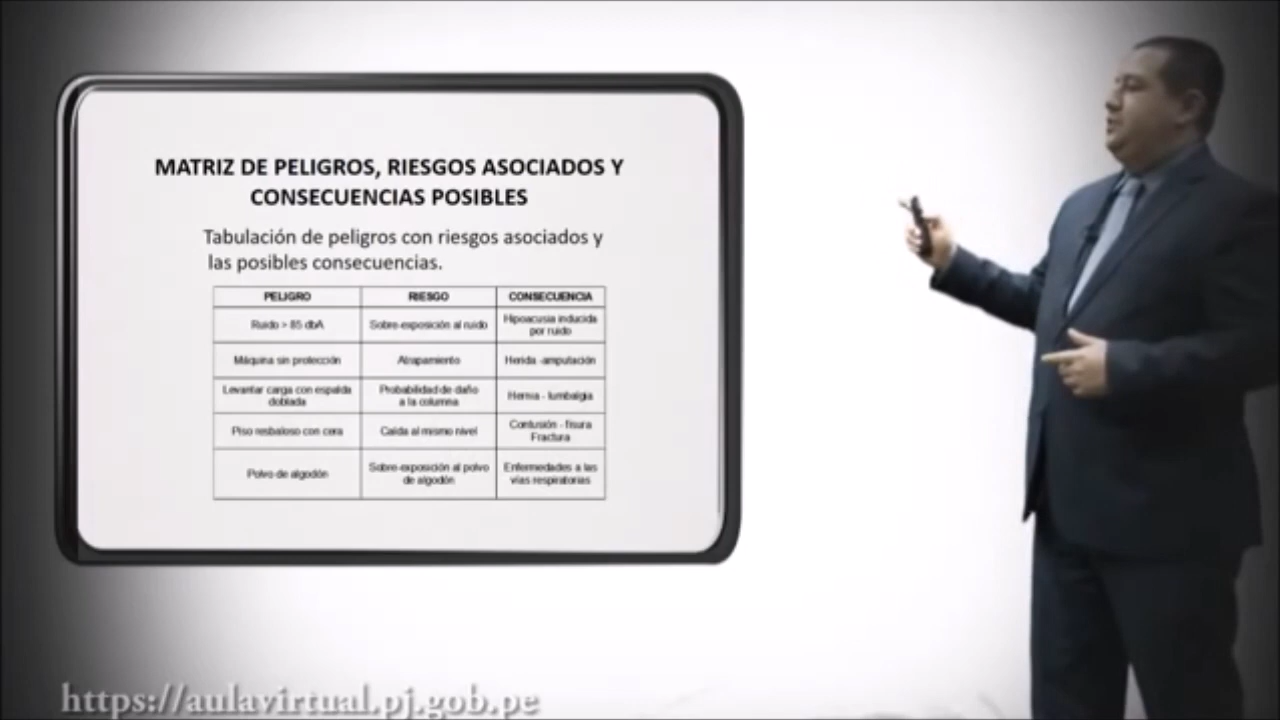 MATRIZ DE PELIGROS, RIESGOS ASOCIADOS Y
CONSECUENCIAS POSIBLES
Tabulación de peligros con riesgos asociados y
las posibles consecuencias.
PELIGRO RIESGO CONSECUENCIA
Ruido > 85 dbA Sobre-exposición al ruido Hipoacusia inducida
por ruido
Máquina sin protección Atrapamiento Herida -amputación
Levantar carga con espalda
doblada Probabilidad de daño
a la columna Hernia - lumbalgia
Piso resbaloso con cera Caída al mismo nivel Contusión - fisura
Fractura
Polvo de algodón Sobre-exposición al polvo
de algodón Enfermedades a las
vías respiratorias
https://aulavirtual.pj.gob.pe